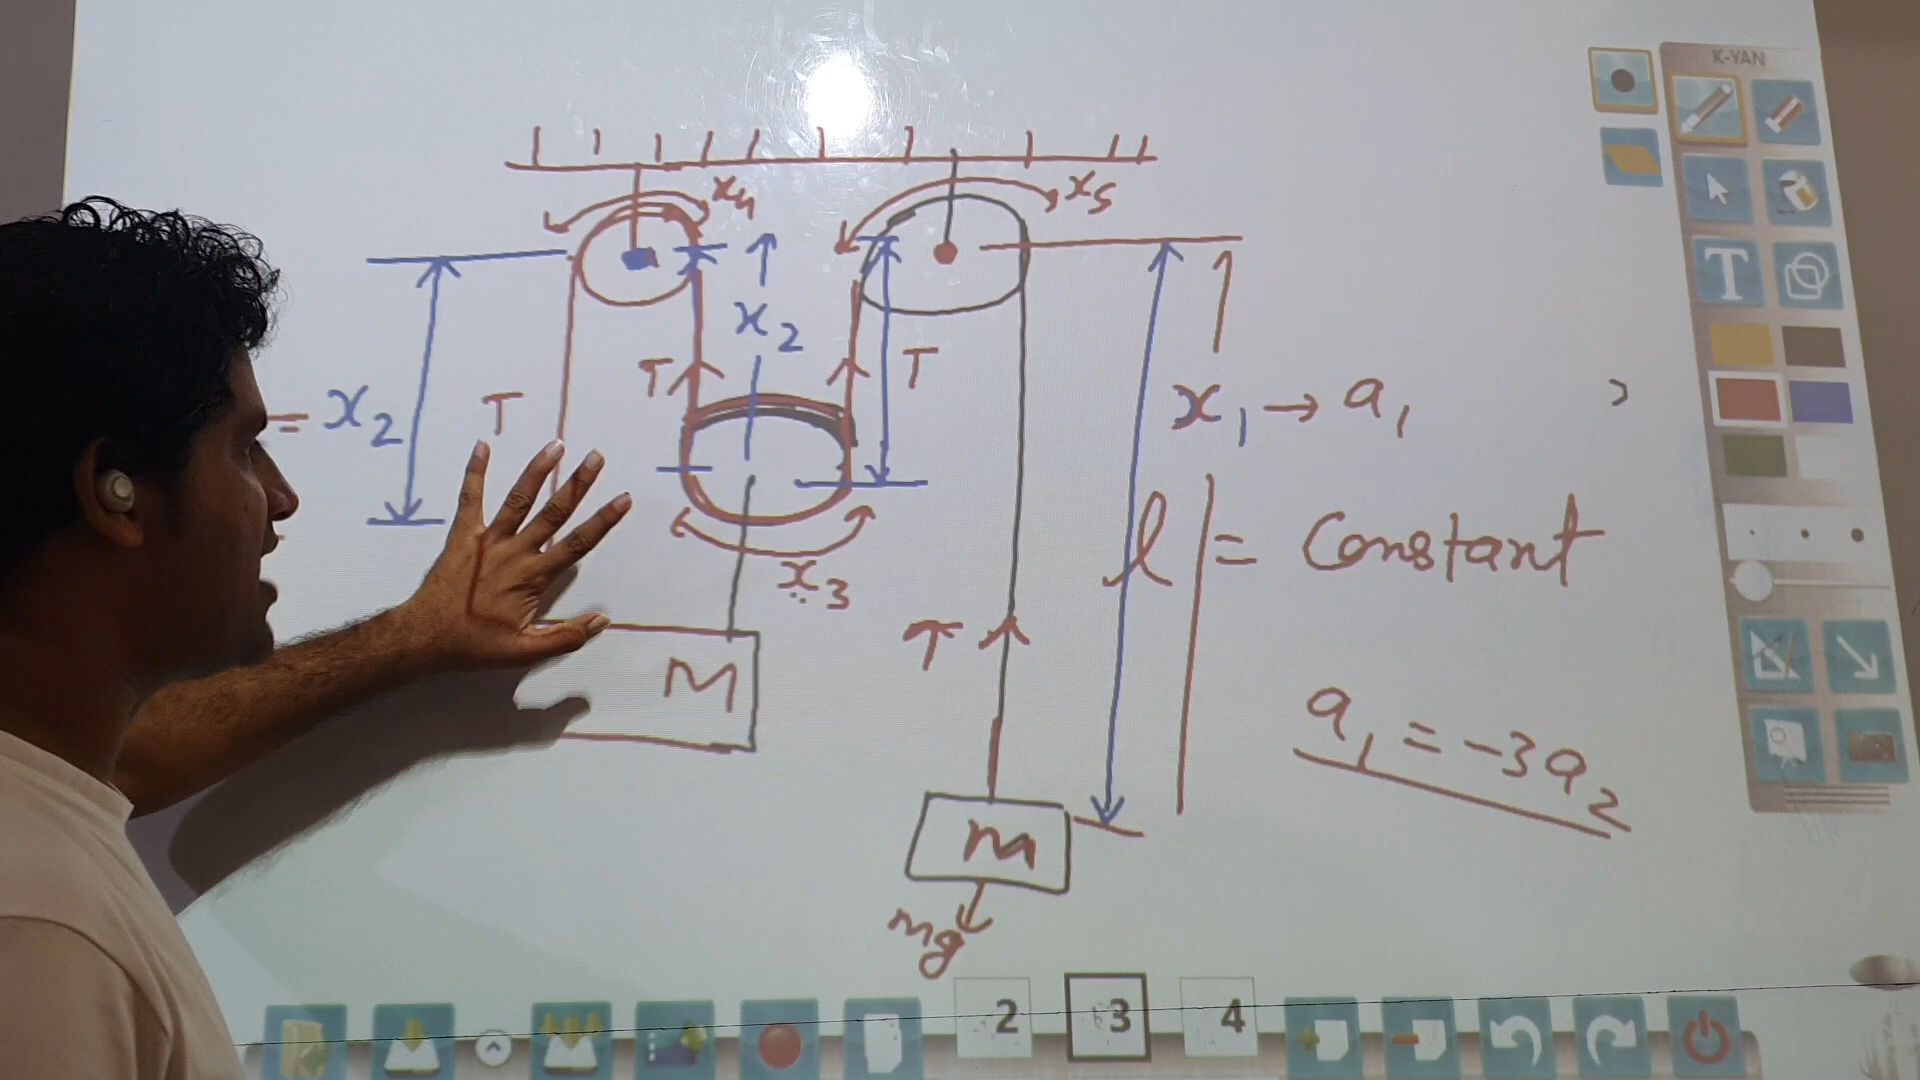 K-YAN
x4
x5
x2
= x2
T
T
T
x1 → a1
T
l = Constant
x3
T
M
a1 = -3a2
m
mg
2
3
4